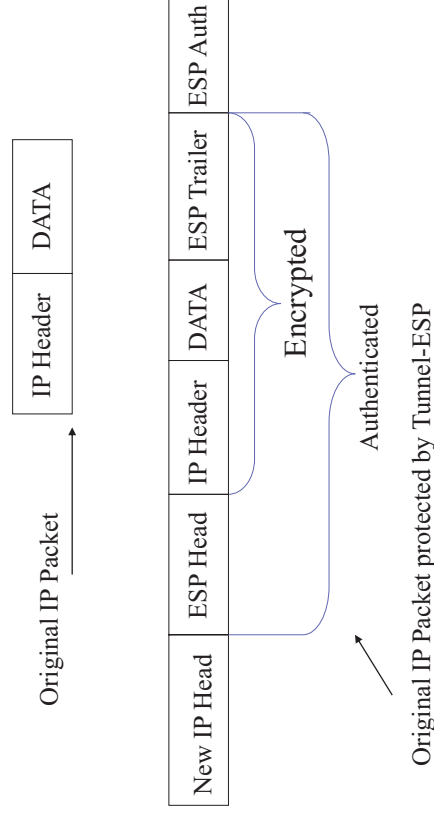 Original IP Packet
IP Header DATA
New IP Head ESP Head IP Header DATA ESP Trailer ESP Auth
Encrypted
Authenticated
Original IP Packet protected by Tunnel-ESP